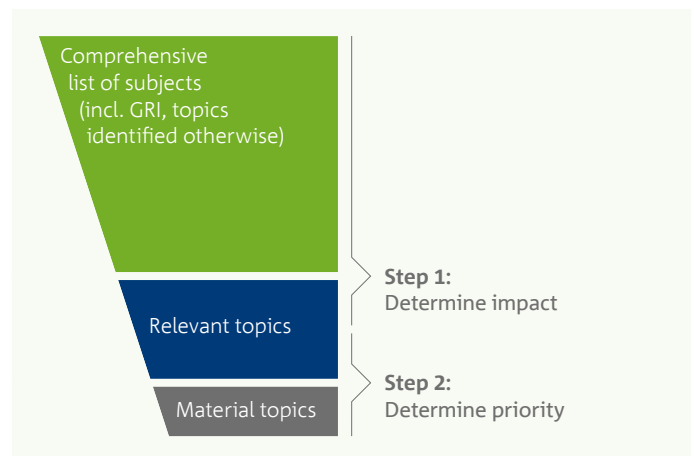 Comprehensive
list of subjects
(incl. GRI, topics
identified otherwise)
Step 1:
Determine impact
Relevant topics
Step 2:
Determine priority
Material topics